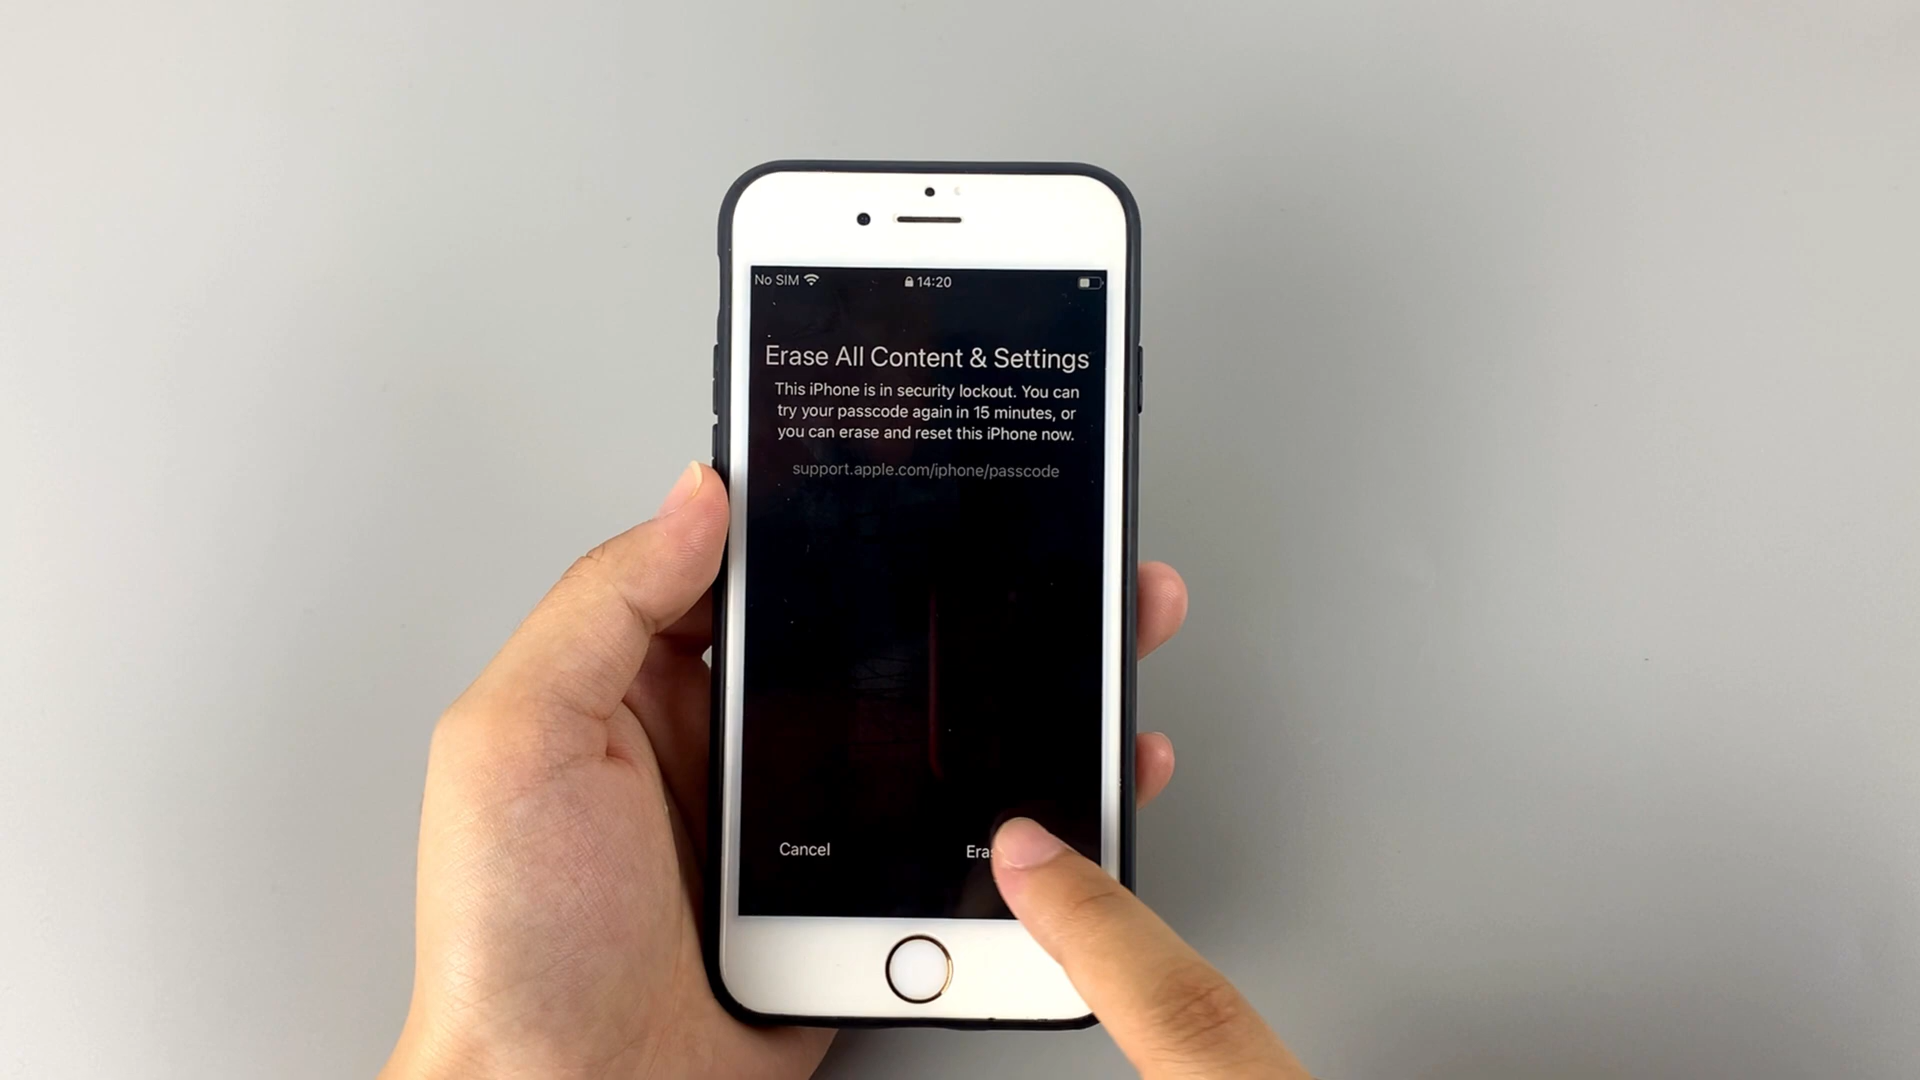 No SIM 14:20
Erase All Content & Settings
This iPhone is in security lockout. You can
try your passcode again in 15 minutes, or
you can erase and reset this iPhone now.
support.apple.com/iphone/passcode
Cancel